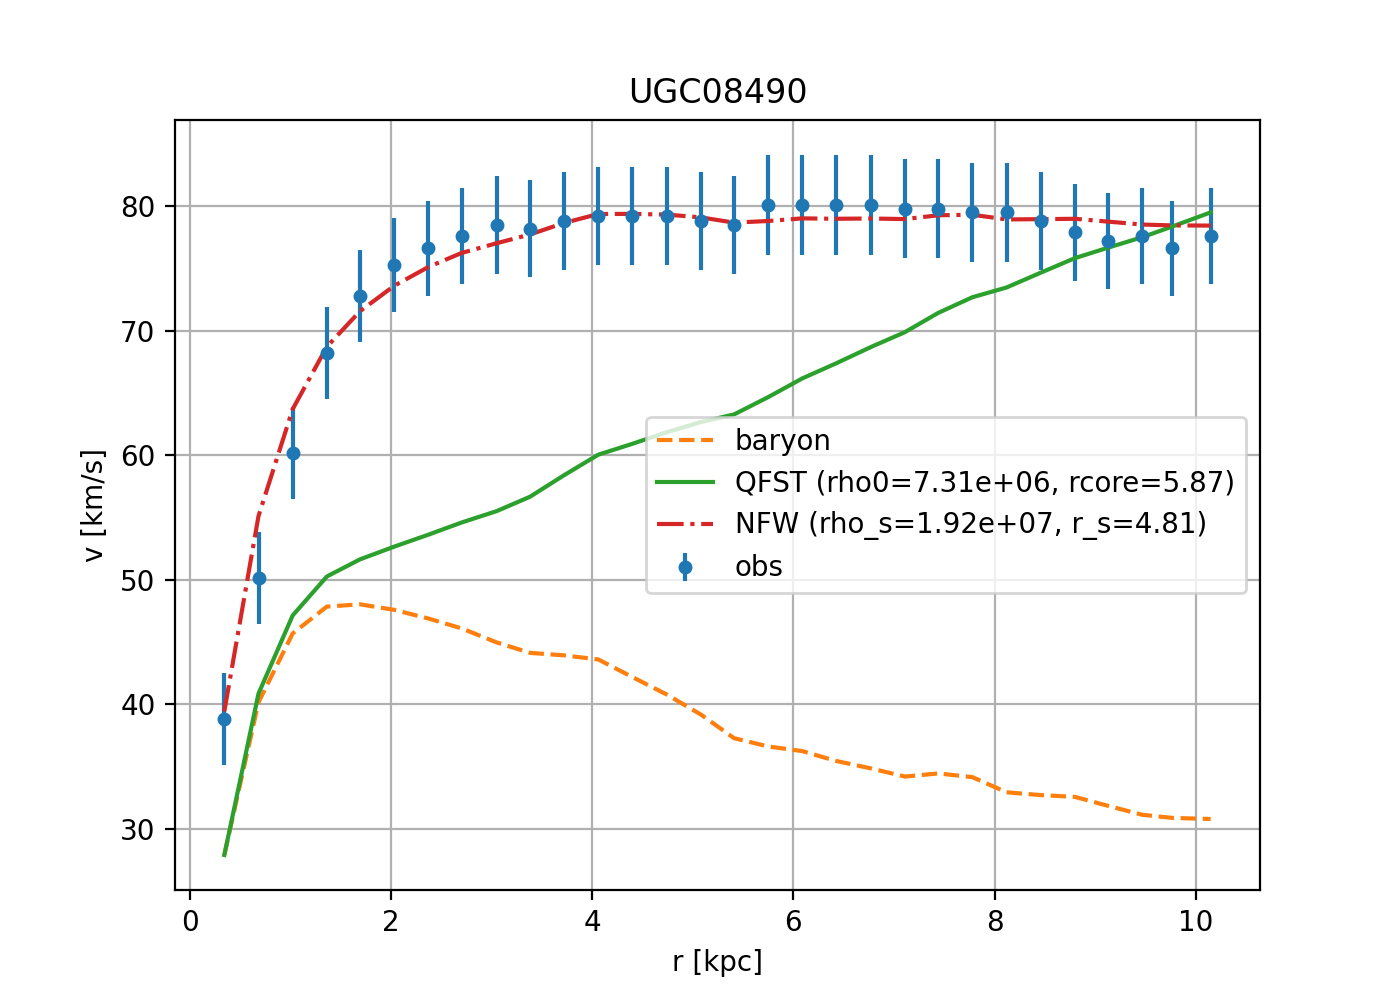 UGC08490
80
70
60
50
40
30
v [km/s]
baryon
QFST (rho0=7.31e+06, rcore=5.87)
NFW (rho_s=1.92e+07, r_s=4.81)
obs
0 2 4 6 8 10
r [kpc]